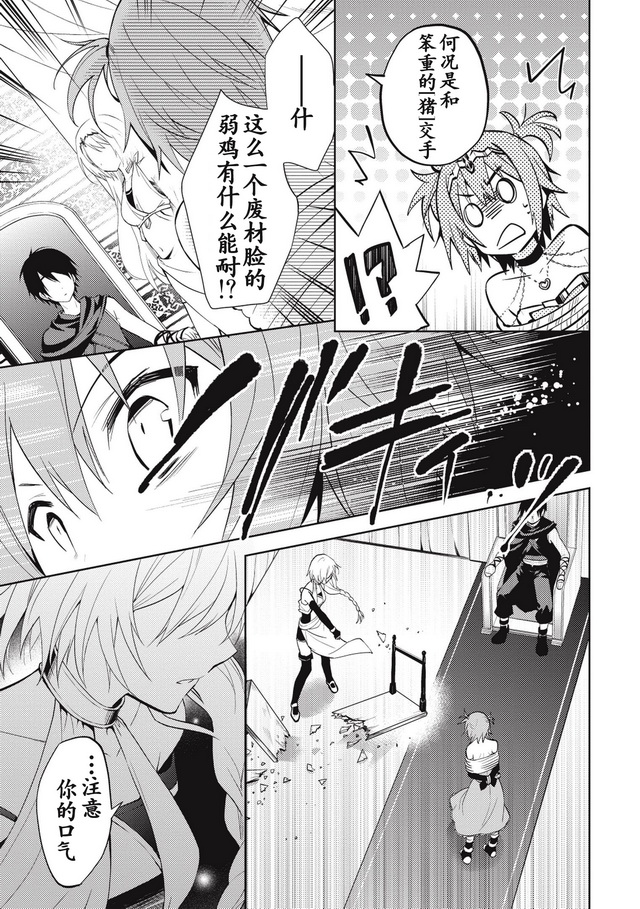 何况是和
笨重的「猪」交手
!?
——什
这么一个废材脸的
弱鸡有什么能耐!?
バキィッ
…注意
你的口气